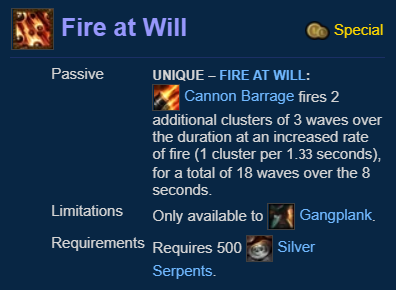 Fire at Will
Special
Passive
UNIQUE – FIRE AT WILL:
Cannon Barrage fires 2
additional clusters of 3 waves over
the duration at an increased rate
of fire (1 cluster per 1.33 seconds),
for a total of 18 waves over the 8
seconds.
Limitations
Only available to Gangplank.
Requirements
Requires 500 Silver
Serpents.